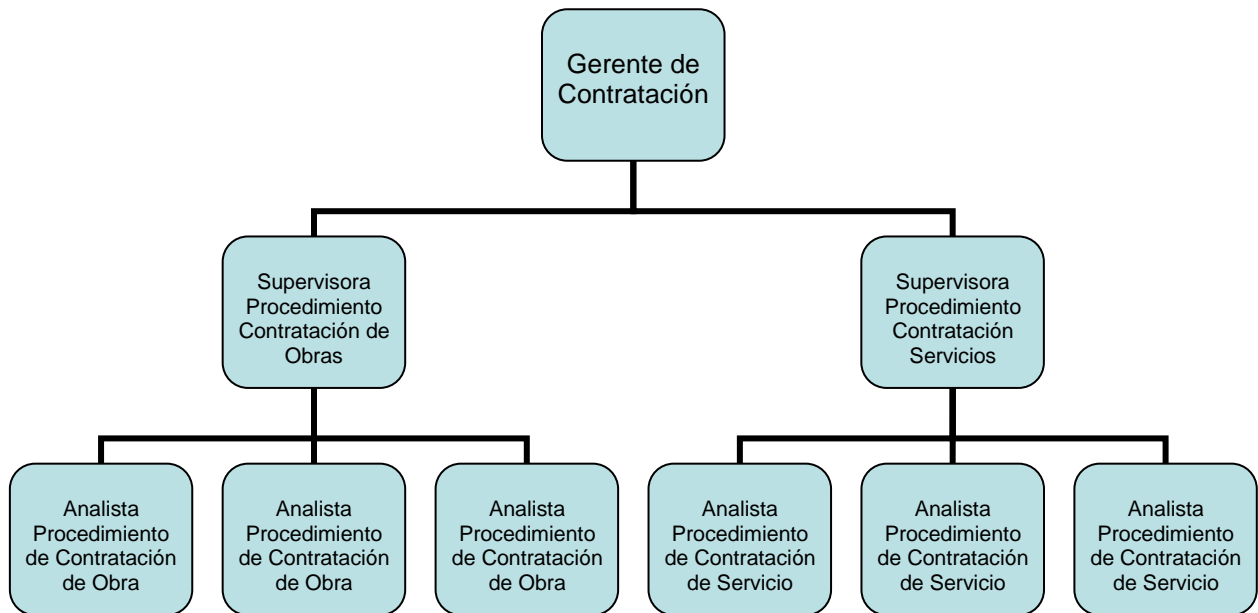 Gerente de
Contratación
Supervisora
Procedimiento
Contratación de
Obras
Supervisora
Procedimiento
Contratación
Servicios
Analista
Procedimiento
de Contratación
de Obra
Analista
Procedimiento
de Contratación
de Obra
Analista
Procedimiento
de Contratación
de Obra
Analista
Procedimiento
de Contratación
de Servicio
Analista
Procedimiento
de Contratación
de Servicio
Analista
Procedimiento
de Contratación
de Servicio